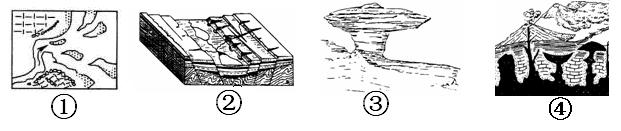 ① ② ③ ④